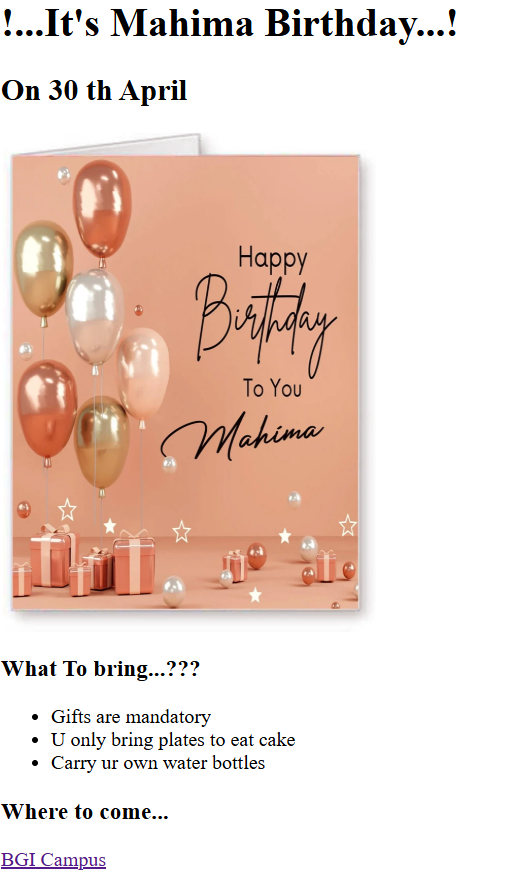 !...It's Mahima Birthday...!
On 30 th April
Happy
Birthday
To You
Mahima
What To bring...???
Gifts are mandatory
U only bring plates to eat cake
Carry ur own water bottles
Where to come...
BGI Campus